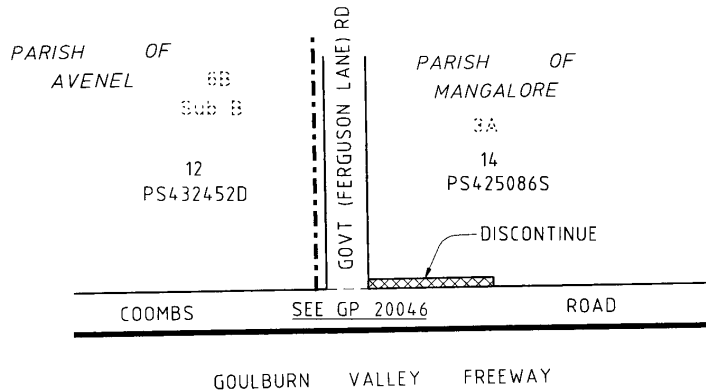 PARISH OF
AVENEL
6B
Sub B
12
PS432452D
GOVT (FERGUSON LANE) RD
PARISH OF
MANGALORE
3A
14
PS425086S
DISCONTINUE
COOMBS
SEE GP 20046
ROAD
GOULBURN VALLEY FREEWAY